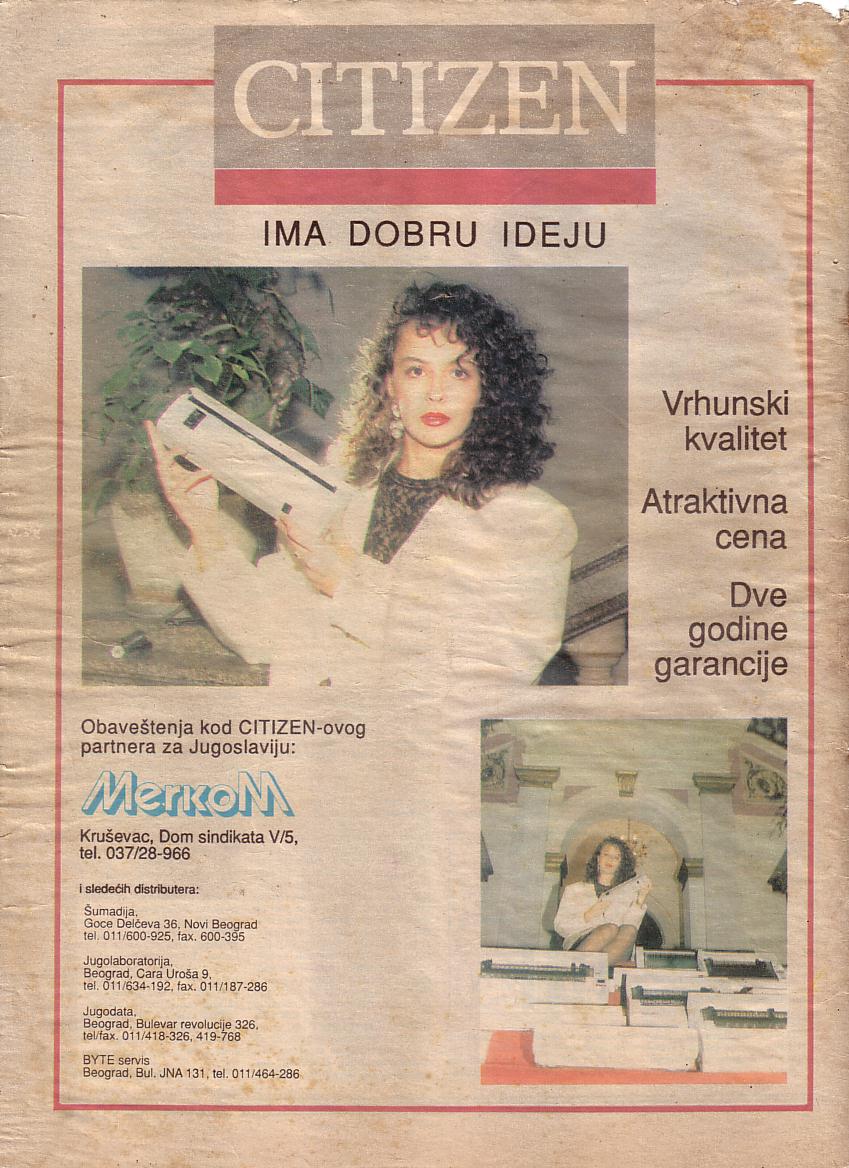 CITIZEN
IMA DOBRU IDEJU
Vrhunski
kvalitet
Atraktivna
cena
Dve
godine
garancije
Obaveštenja kod CITIZEN-ovog
partnera za Jugoslaviju:
MerkoM
Kruševac, Dom sindikata V/5,
tel. 037/28-966
i sledećih distributera:
Šumadija,
Goce Delčeva 36, Novi Beograd
tel. 011/600-925, fax. 600-395
Jugolaboratorija,
Beograd, Cara Uroša 9,
tel. 011/634-192, fax. 011/187-286
Jugodata,
Beograd, Bulevar revolucije 326,
tel/fax. 011/418-326, 419-768
BYTE servis
Beograd, Bul. JNA 131, tel. 011/464-286